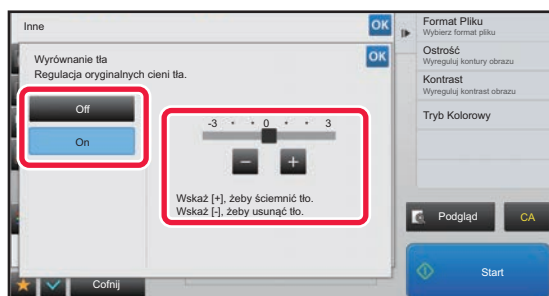 Inne
OK
Wyrównanie tła
OK
Regulacja oryginalnych cieni tła.
Off
On
-3 0 3
- +
Wskaż [+], żeby ściemnić tło.
Wskaż [-], żeby usunąć tło.
Cofnij
Format Pliku
Wybierz format pliku
Ostrość
Wyreguluj kontury obrazu
Kontrast
Wyreguluj kontrast obrazu
Tryb Kolorowy
Podgląd
CA
Start